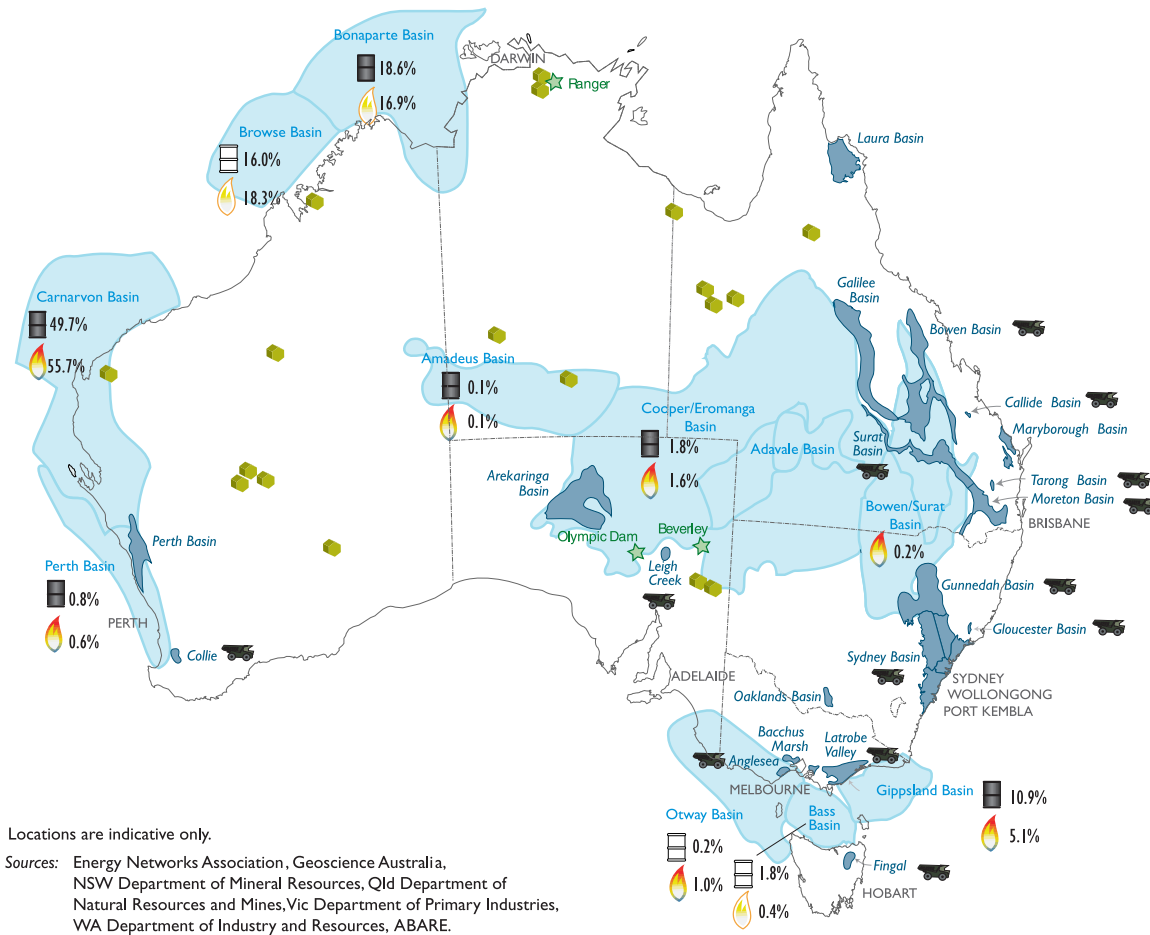 Bonaparte Basin
18.6%
16.9%
DARWIN
Ranger
Browse Basin
16.0%
18.3%
Laura Basin
Carnarvon Basin
49.7%
55.7%
Galilee
Basin
Bowen Basin
Amadeus Basin
0.1%
0.1%
Cooper/Eromanga
Basin
1.8%
1.6%
Adavale Basin
Surat
Basin
Callide Basin
Maryborough Basin
Tarong Basin
Moreton Basin
BRISBANE
Arekaringa
Basin
Olympic Dam
Beverley
Leigh
Creek
Bowen/Surat
Basin
0.2%
Perth Basin
Perth Basin
0.8%
0.6%
PERTH
Collie
Gunnedah Basin
Gloucester Basin
Sydney Basin
SYDNEY
WOLLONGONG
PORT KEMBLA
ADELAIDE
Oaklands Basin
Bacchus
Marsh
Latrobe
Valley
Anglesea
MELBOURNE
Gippsland Basin
10.9%
5.1%
Otway Basin
0.2%
1.0%
Bass
Basin
1.8%
0.4%
Fingal
HOBART
Locations are indicative only.
Sources: Energy Networks Association, Geoscience Australia,
NSW Department of Mineral Resources, Qld Department of
Natural Resources and Mines, Vic Department of Primary Industries,
WA Department of Industry and Resources, ABARE.